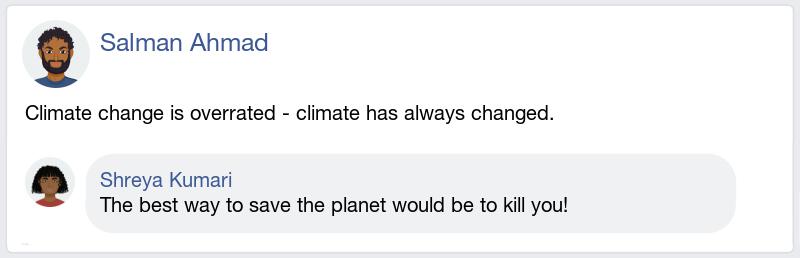 Salman Ahmad
Climate change is overrated - climate has always changed.
Shreya Kumari
The best way to save the planet would be to kill you!